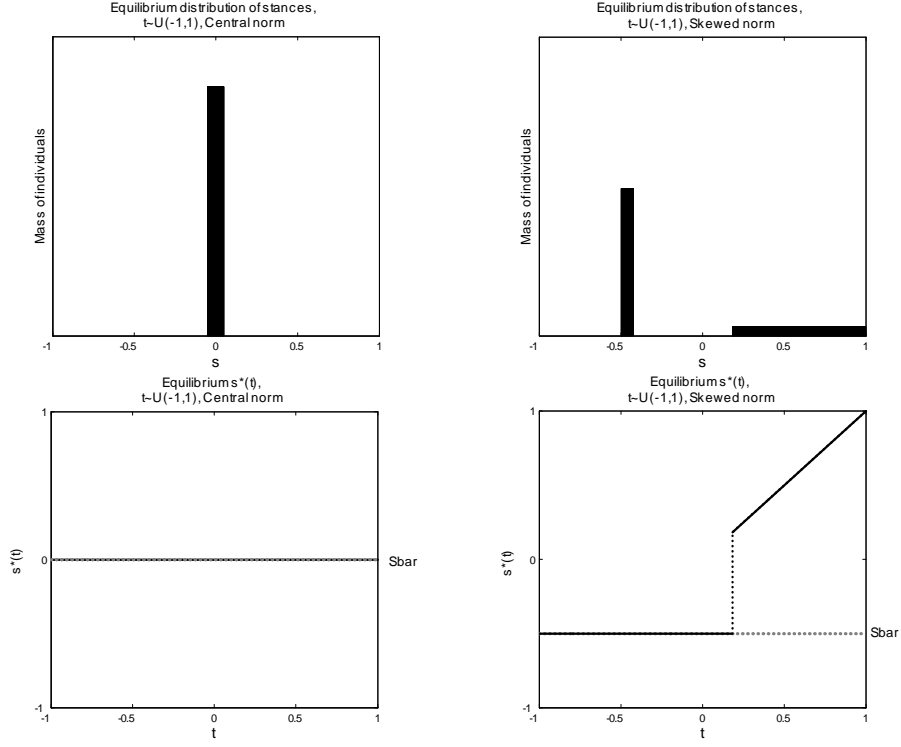 Equilibrium distribution of stances,
t~U(-1,1), Central norm
Mass of individuals
-1 -0.5 0 0.5 1
s
Equilibrium distribution of stances,
t~U(-1,1), Skewed norm
Mass of individuals
-1 -0.5 0 0.5 1
s
Equilibrium s*(t),
t~U(-1,1), Central norm
1
s*(t)
0
Sbar
-1
-1 -0.5 0 0.5 1
t
Equilibrium s*(t),
t~U(-1,1), Skewed norm
1
s*(t)
0
Sbar
-1
-1 -0.5 0 0.5 1
t